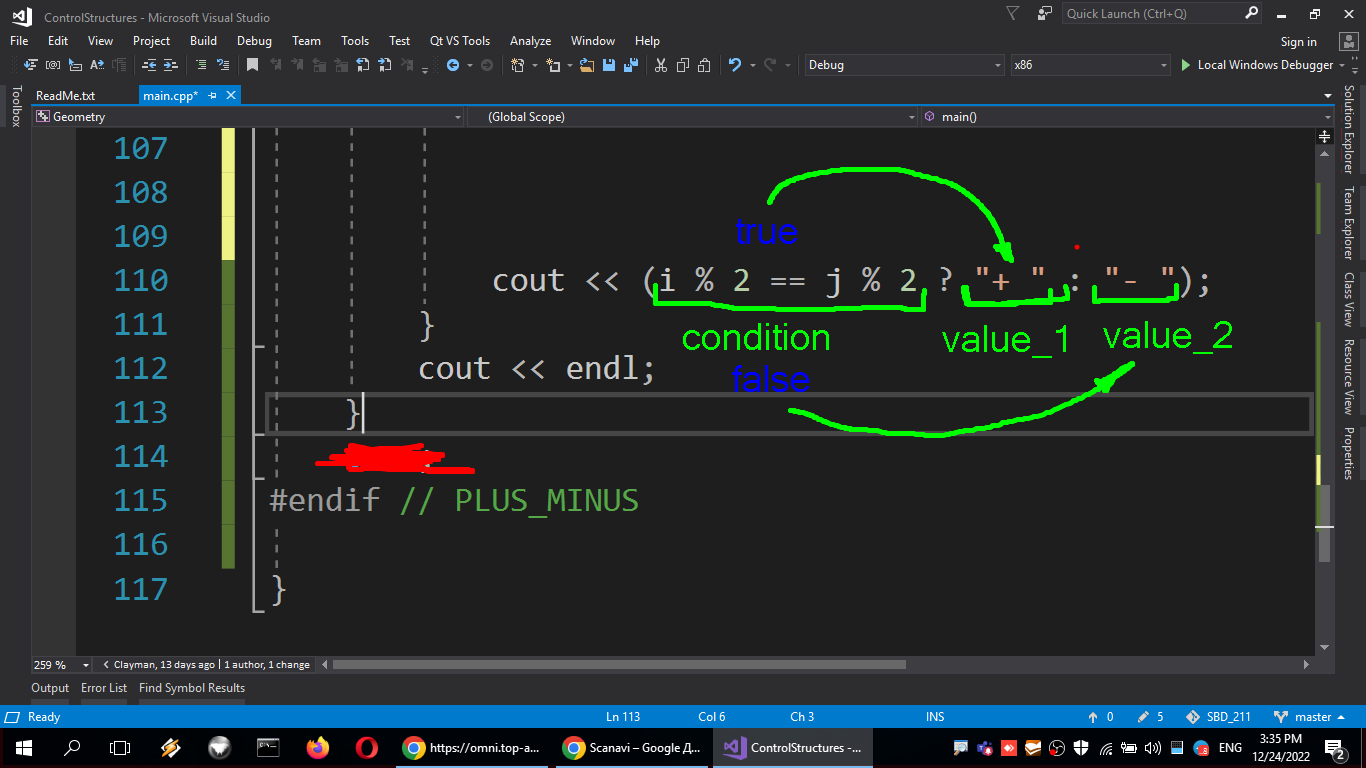 ControlStructures - Microsoft Visual Studio
Quick Launch (Ctrl+Q)
File Edit View Project Build Debug Team Tools Test Qt VS Tools Analyze Window Help
Sign in
Debug x86 Local Windows Debugger
Toolbox
ReadMe.txt main.cpp*
Geometry (Global Scope) main()
107
108
109
true
110 cout << (i % 2 == j % 2 ? "+ " : "- ");
111 }
condition value_1 value_2
112 cout << endl;
false
113 }
114
115 #endif // PLUS_MINUS
116
117 }
Solution Explorer
Team Explorer
Class View
Resource View
Properties
259 % Clayman, 13 days ago | 1 author, 1 change
Output Error List Find Symbol Results
Ready Ln 113 Col 6 Ch 3 INS 0 5 SBD_211 master
https://omni.top-a... Scanavi – Google Д... ControlStructures -... ENG 3:35 PM
12/24/2022 2